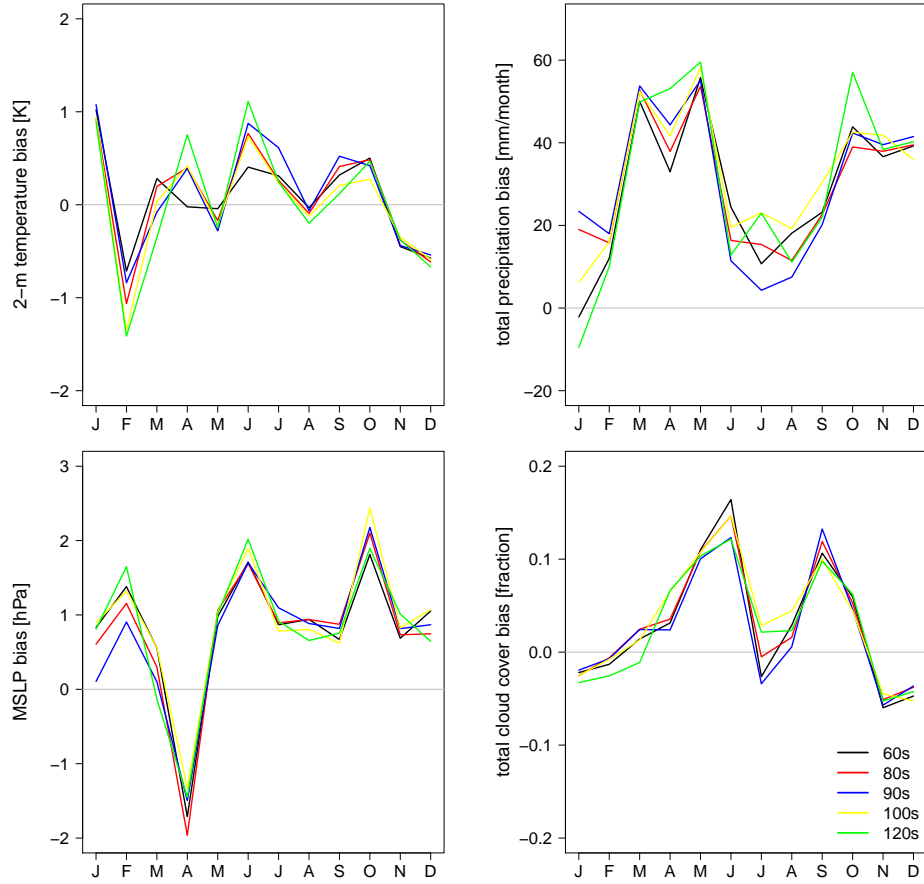 2
1
0
−1
−2
2−m temperature bias [K]
J F M A M J J A S O N D
60
40
20
0
−20
total precipitation bias [mm/month]
J F M A M J J A S O N D
3
2
1
0
−1
−2
MSLP bias [hPa]
J F M A M J J A S O N D
0.2
0.1
0.0
−0.1
−0.2
total cloud cover bias [fraction]
60s
80s
90s
100s
120s
J F M A M J J A S O N D